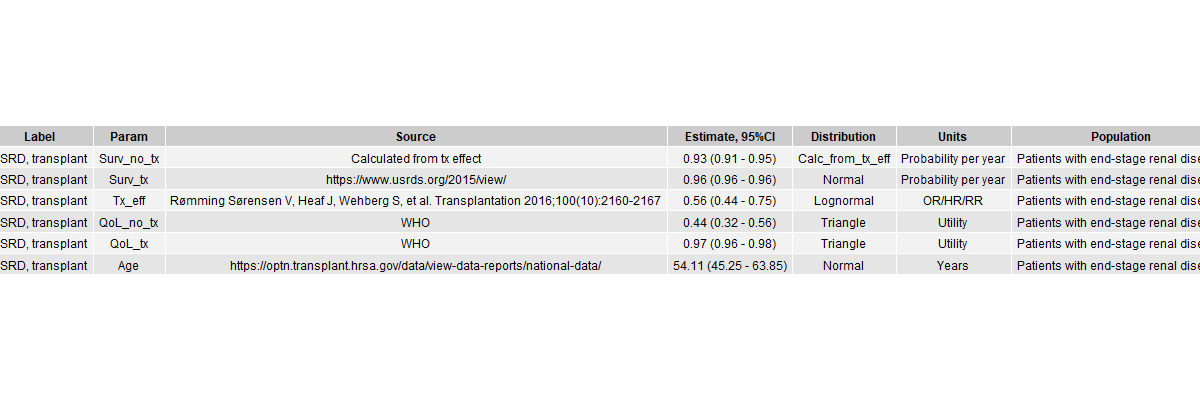 Label Param Source Estimate, 95%CI Distribution Units Population
SRD, transplant Surv_no_tx Calculated from tx effect 0.93 (0.91 - 0.95) Calc_from_tx_eff Probability per year Patients with end-stage renal dise
SRD, transplant Surv_tx https://www.usrds.org/2015/view/ 0.96 (0.96 - 0.96) Normal Probability per year Patients with end-stage renal dise
SRD, transplant Tx_eff Rømming Sørensen V, Heaf J, Wehberg S, et al. Transplantation 2016;100(10):2160-2167 0.56 (0.44 - 0.75) Lognormal OR/HR/RR Patients with end-stage renal dise
SRD, transplant QoL_no_tx WHO 0.44 (0.32 - 0.56) Triangle Utility Patients with end-stage renal dise
SRD, transplant QoL_tx WHO 0.97 (0.96 - 0.98) Triangle Utility Patients with end-stage renal dise
SRD, transplant Age https://optn.transplant.hrsa.gov/data/view-data-reports/national-data/ 54.11 (45.25 - 63.85) Normal Years Patients with end-stage renal dise